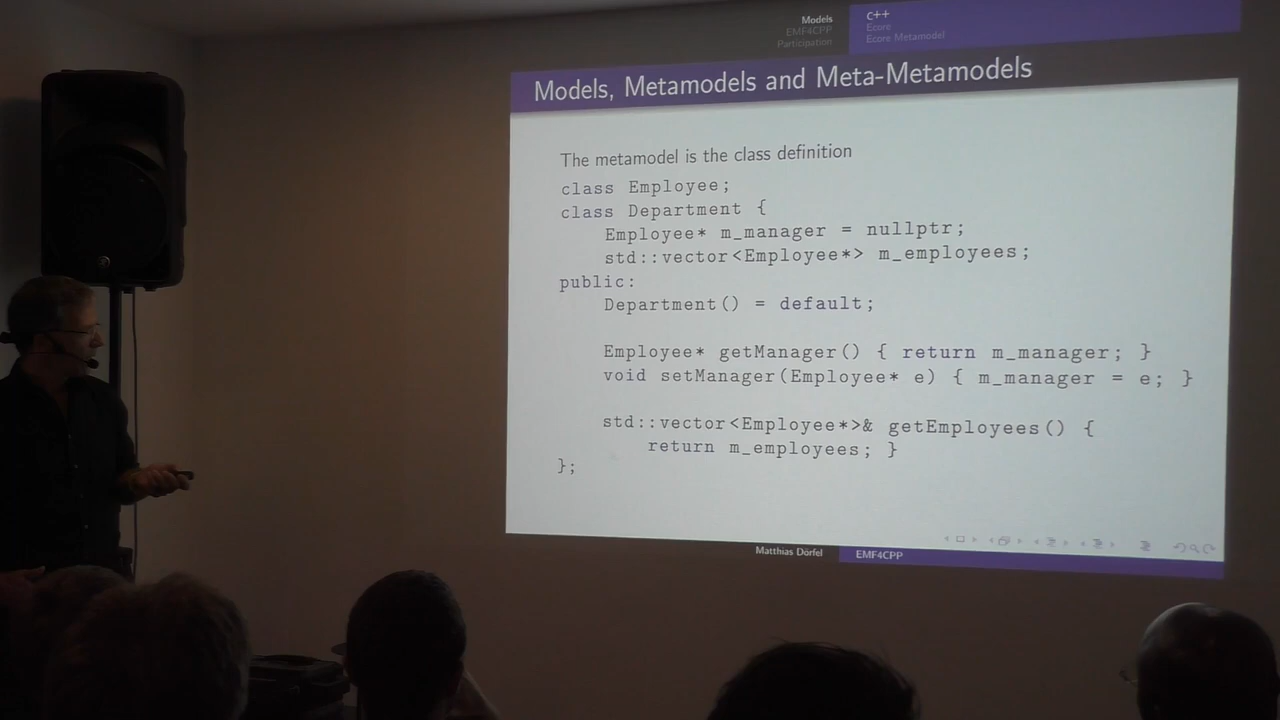 Models
EMF4CPP
Participation
C++
Ecore
Ecore Metamodel
Models, Metamodels and Meta-Metamodels
The metamodel is the class definition
class Employee;
class Department {
Employee* m_manager = nullptr;
std::vector<Employee*> m_employees;
public:
Department() = default;
Employee* getManager() { return m_manager; }
void setManager(Employee* e) { m_manager = e; }
std::vector<Employee*>& getEmployees() {
return m_employees; }
};
Matthias Dörfel
EMF4CPP